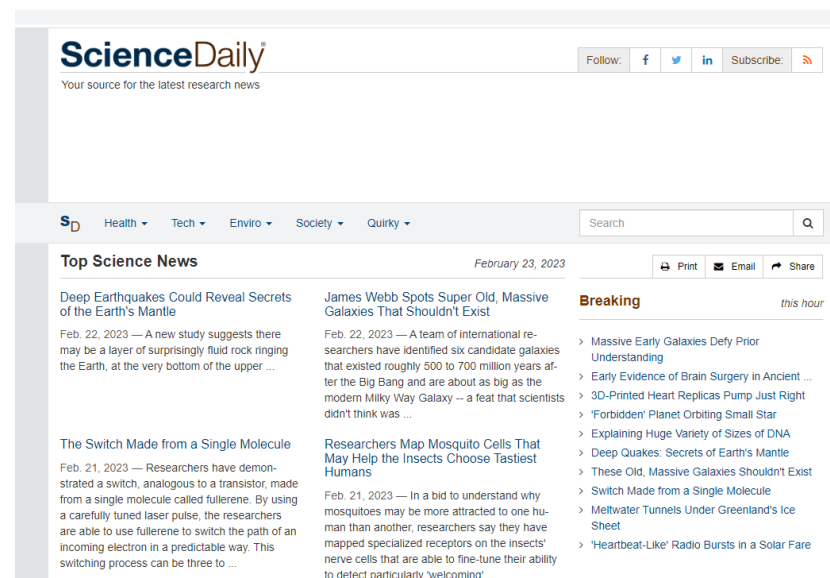 ScienceDaily®
Your source for the latest research news
Follow:
Subscribe:
SD
Health
Tech
Enviro
Society
Quirky
Search
Top Science News
February 23, 2023
Deep Earthquakes Could Reveal Secrets
of the Earth's Mantle
Feb. 22, 2023 — A new study suggests there
may be a layer of surprisingly fluid rock ringing
the Earth, at the very bottom of the upper ...
James Webb Spots Super Old, Massive
Galaxies That Shouldn't Exist
Feb. 22, 2023 — A team of international re-
searchers have identified six candidate galaxies
that existed roughly 500 to 700 million years af-
ter the Big Bang and are about as big as the
modern Milky Way Galaxy -- a feat that scientists
didn't think was ...
The Switch Made from a Single Molecule
Feb. 21, 2023 — Researchers have demon-
strated a switch, analogous to a transistor, made
from a single molecule called fullerene. By using
a carefully tuned laser pulse, the researchers
are able to use fullerene to switch the path of an
incoming electron in a predictable way. This
switching process can be three to ...
Researchers Map Mosquito Cells That
May Help the Insects Choose Tastiest
Humans
Feb. 21, 2023 — In a bid to understand why
mosquitoes may be more attracted to one hu-
man than another, researchers say they have
mapped specialized receptors on the insects'
nerve cells that are able to fine-tune their ability
to detect particularly 'welcoming'
Print
Email
Share
Breaking
this hour
Massive Early Galaxies Defy Prior
Understanding
Early Evidence of Brain Surgery in Ancient ...
3D-Printed Heart Replicas Pump Just Right
'Forbidden' Planet Orbiting Small Star
Explaining Huge Variety of Sizes of DNA
Deep Quakes: Secrets of Earth's Mantle
These Old, Massive Galaxies Shouldn't Exist
Switch Made from a Single Molecule
Meltwater Tunnels Under Greenland's Ice
Sheet
'Heartbeat-Like' Radio Bursts in a Solar Fare